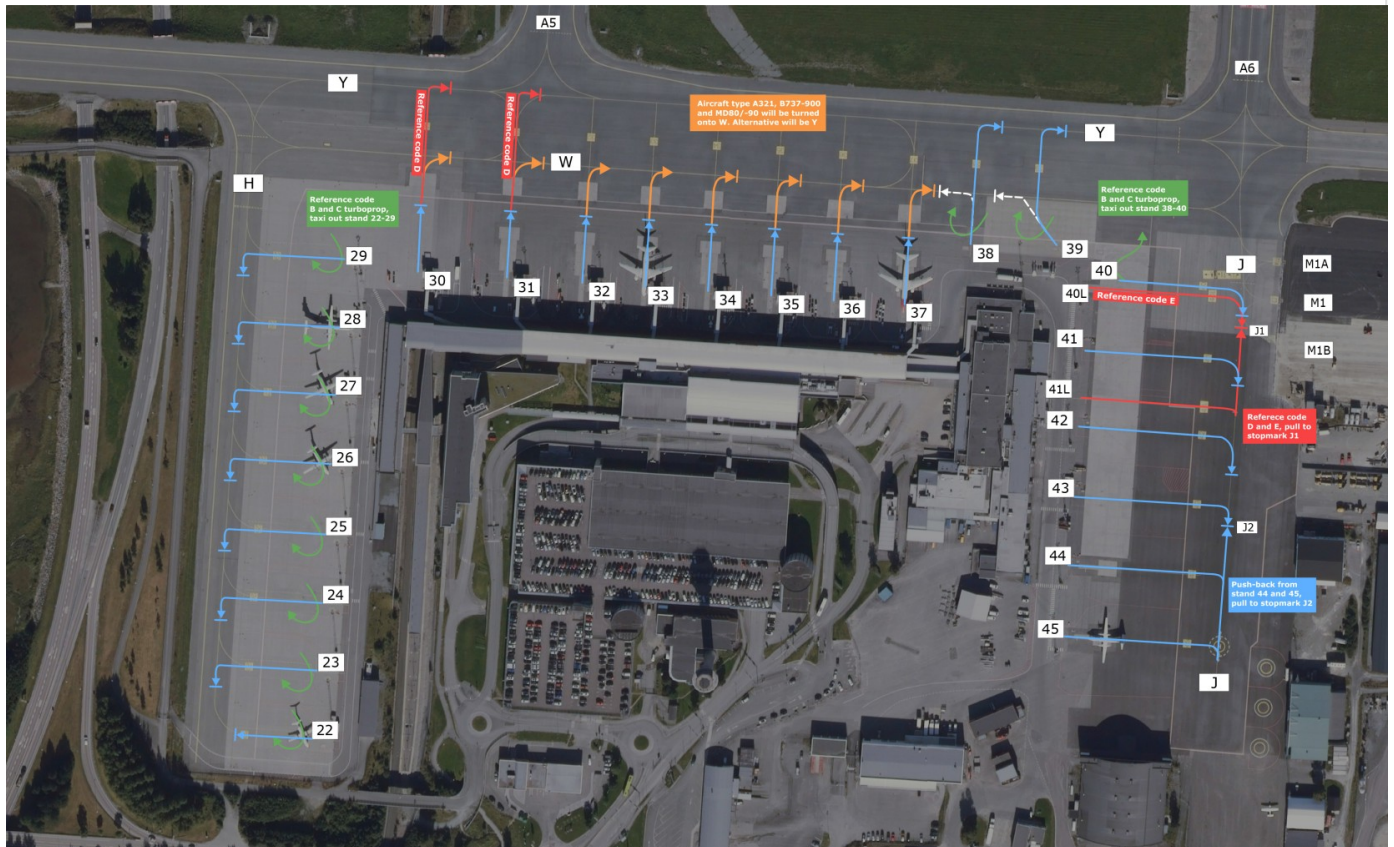 A5
A6
Y
Reference code D
Reference code D
Aircraft type A321, B737-900
and MD80/-90 will be turned
onto W. Alternative will be Y
Y
W
H
Reference code
B and C turboprop,
taxi out stand 22-29
Reference code
B and C turboprop,
taxi out stand 38-40
29
30
31
32
33
34
35
36
37
38
39
40
J
M1A
40L
Reference code E
M1
28
J1
41
M1B
27
41L
Referece code
D and E, pull to
stopmark J1
42
26
43
25
J2
44
24
Push-back from
stand 44 and 45,
pull to stopmark J2
45
23
J
22